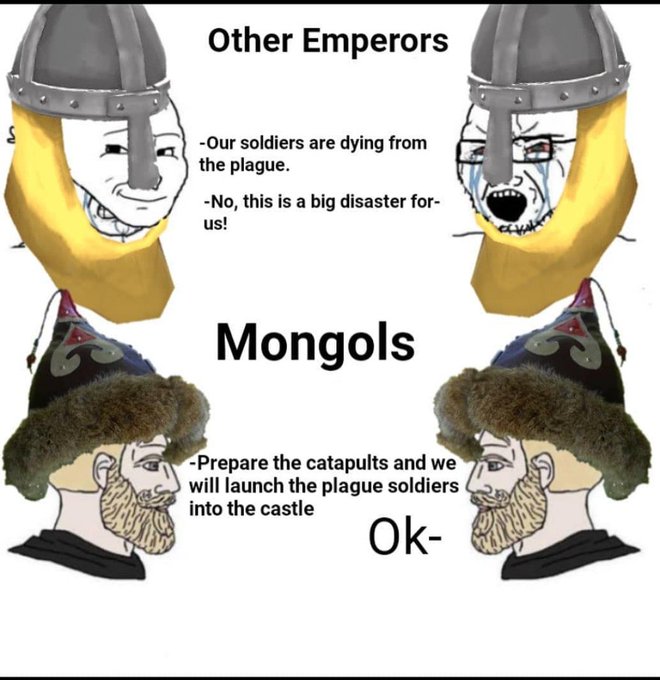 Other Emperors
-Our soldiers are dying from
the plague.
-No, this is a big disaster for-
us!
Mongols
-Prepare the catapults and we
will launch the plague soldiers
into the castle
Ok-